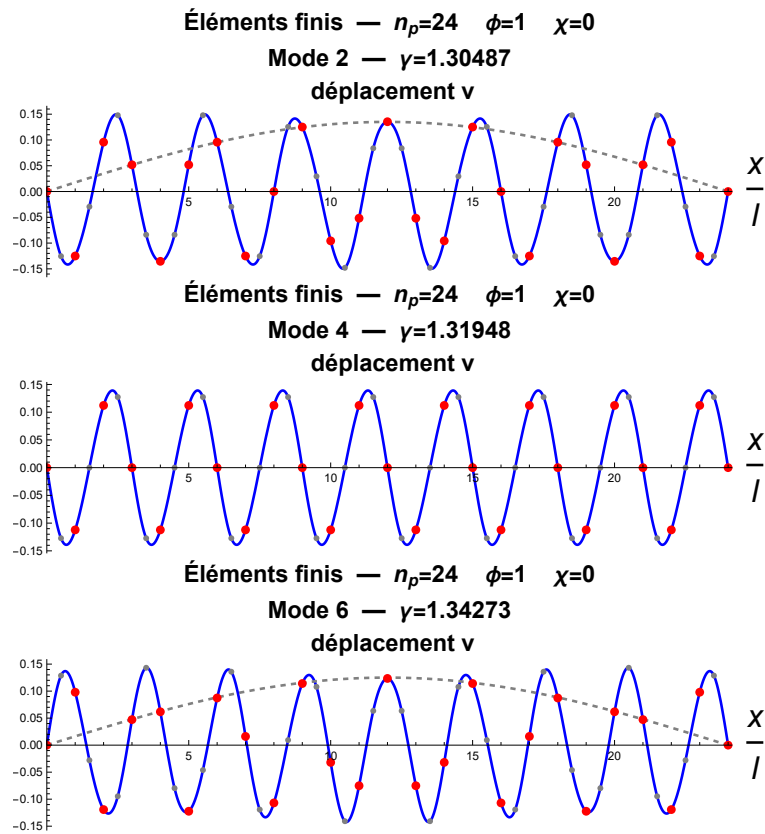 Éléments finis — n_p=24 ϕ=1 χ=0
Mode 2 — γ=1.30487
déplacement v
0.15
0.10
0.05
0.00
-0.05
-0.10
-0.15
5 10 15 20
x
l
Éléments finis — n_p=24 ϕ=1 χ=0
Mode 4 — γ=1.31948
déplacement v
0.15
0.10
0.05
0.00
-0.05
-0.10
-0.15
5 10 15 20
x
l
Éléments finis — n_p=24 ϕ=1 χ=0
Mode 6 — γ=1.34273
déplacement v
0.15
0.10
0.05
0.00
-0.05
-0.10
-0.15
5 10 15 20
x
l